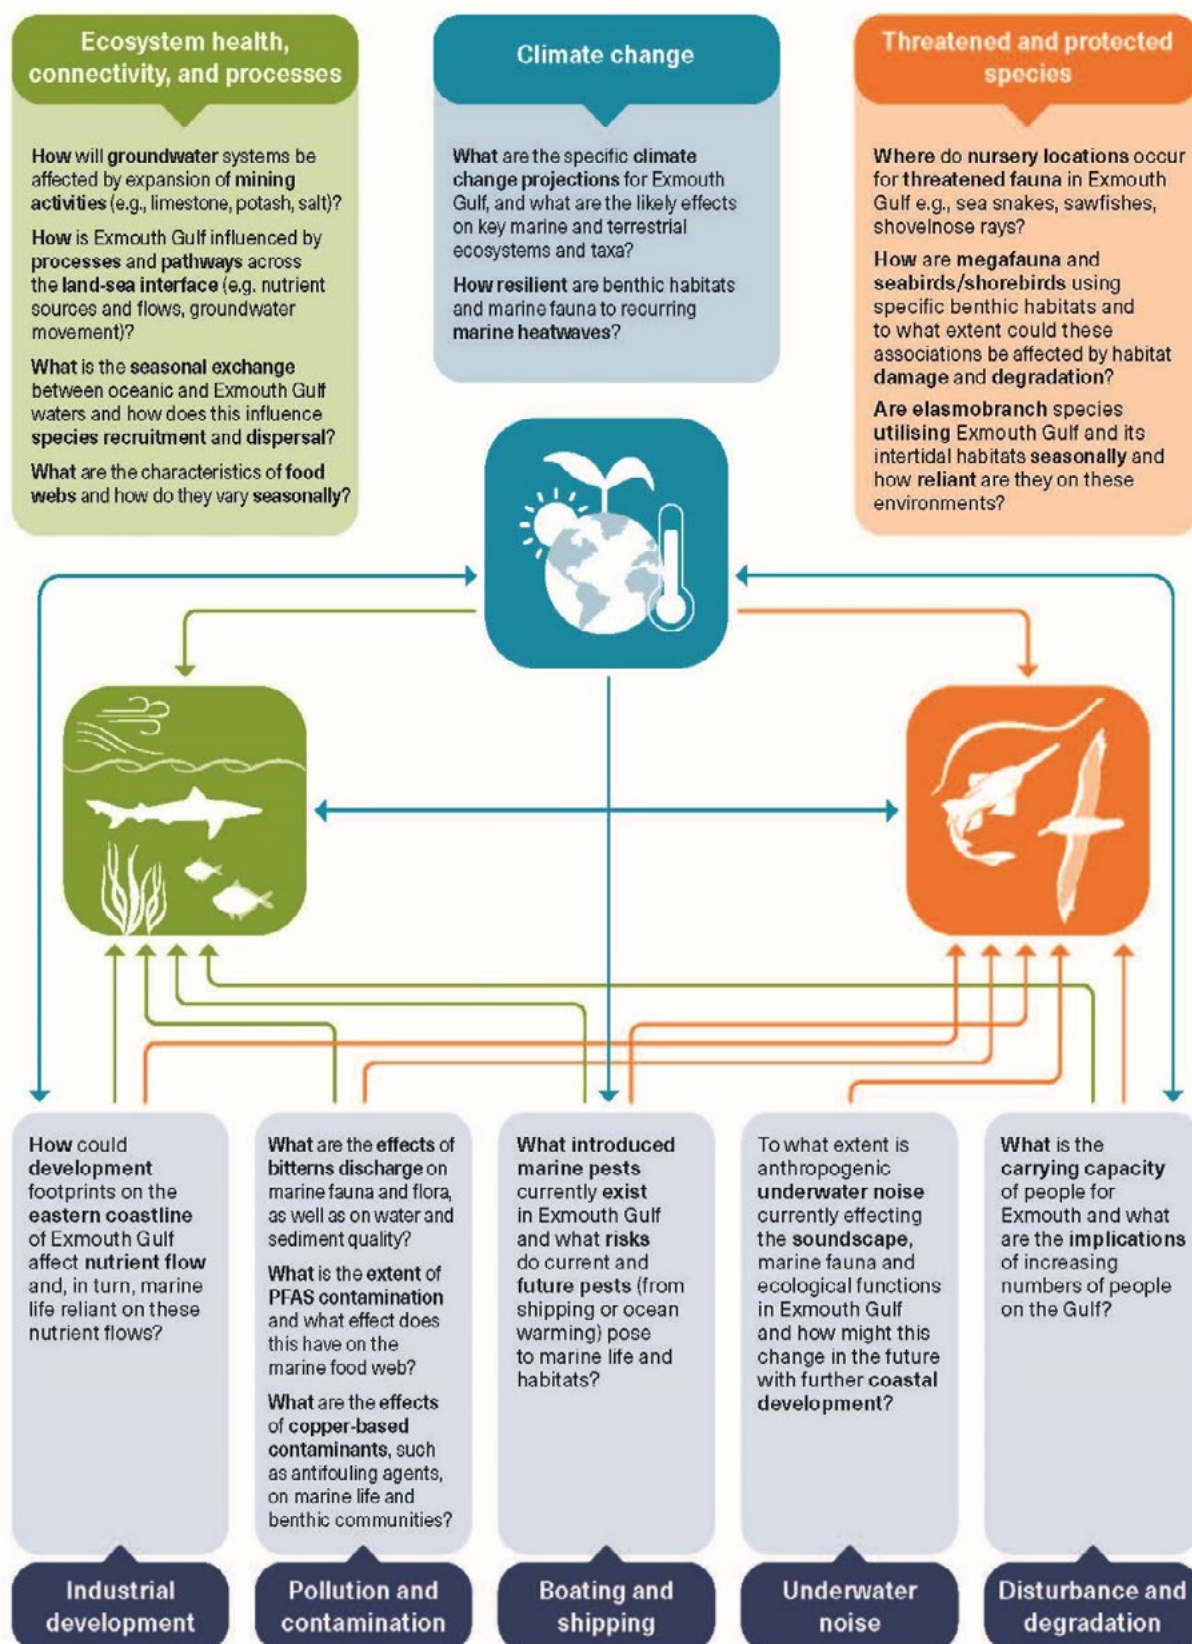 Ecosystem health,
connectivity, and processes
How will groundwater systems be
affected by expansion of mining
activities (e.g., limestone, potash, salt)?
How is Exmouth Gulf influenced by
processes and pathways across
the land-sea interface (e.g. nutrient
sources and flows, groundwater
movement)?
What is the seasonal exchange
between oceanic and Exmouth Gulf
waters and how does this influence
species recruitment and dispersal?
What are the characteristics of food
webs and how do they vary seasonally?
Climate change
What are the specific climate
change projections for Exmouth
Gulf, and what are the likely effects
on key marine and terrestrial
ecosystems and taxa?
How resilient are benthic habitats
and marine fauna to recurring
marine heatwaves?
Threatened and protected
species
Where do nursery locations occur
for threatened fauna in Exmouth
Gulf e.g., sea snakes, sawfishes,
shovelnose rays?
How are megafauna and
seabirds/shorebirds using
specific benthic habitats and
to what extent could these
associations be affected by habitat
damage and degradation?
Are elasmobranch species
utilising Exmouth Gulf and its
intertidal habitats seasonally and
how reliant are they on these
environments?
How could
development
footprints on the
eastern coastline
of Exmouth Gulf
affect nutrient flow
and, in turn, marine
life reliant on these
nutrient flows?
Industrial
development
What are the effects of
bitterns discharge on
marine fauna and flora,
as well as on water and
sediment quality?
What is the extent of
PFAS contamination
and what effect does
this have on the
marine food web?
What are the effects
of copper-based
contaminants, such
as antifouling agents,
on marine life and
benthic communities?
Pollution and
contamination
What introduced
marine pests
currently exist
in Exmouth Gulf
and what risks
do current and
future pests (from
shipping or ocean
warming) pose
to marine life and
habitats?
Boating and
shipping
To what extent is
anthropogenic
underwater noise
currently effecting
the soundscape,
marine fauna and
ecological functions
in Exmouth Gulf
and how might this
change in the future
with further coastal
development?
Underwater
noise
What is the
carrying capacity
of people for
Exmouth and what
are the implications
of increasing
numbers of people
on the Gulf?
Disturbance and
degradation